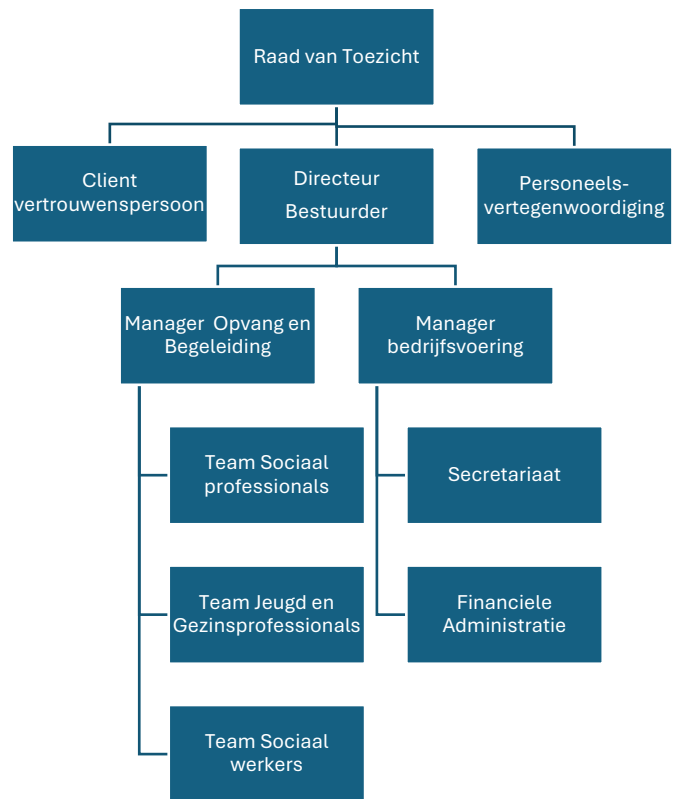 Raad van Toezicht
Client
vertrouwenspersoon
Directeur
Bestuurder
Personeels-
vertegenwoordiging
Manager Opvang en
Begeleiding
Manager
bedrijfsvoering
Team Sociaal
professionals
Secretariaat
Team Jeugd en
Gezinsprofessionals
Financiele
Administratie
Team Sociaal
werkers